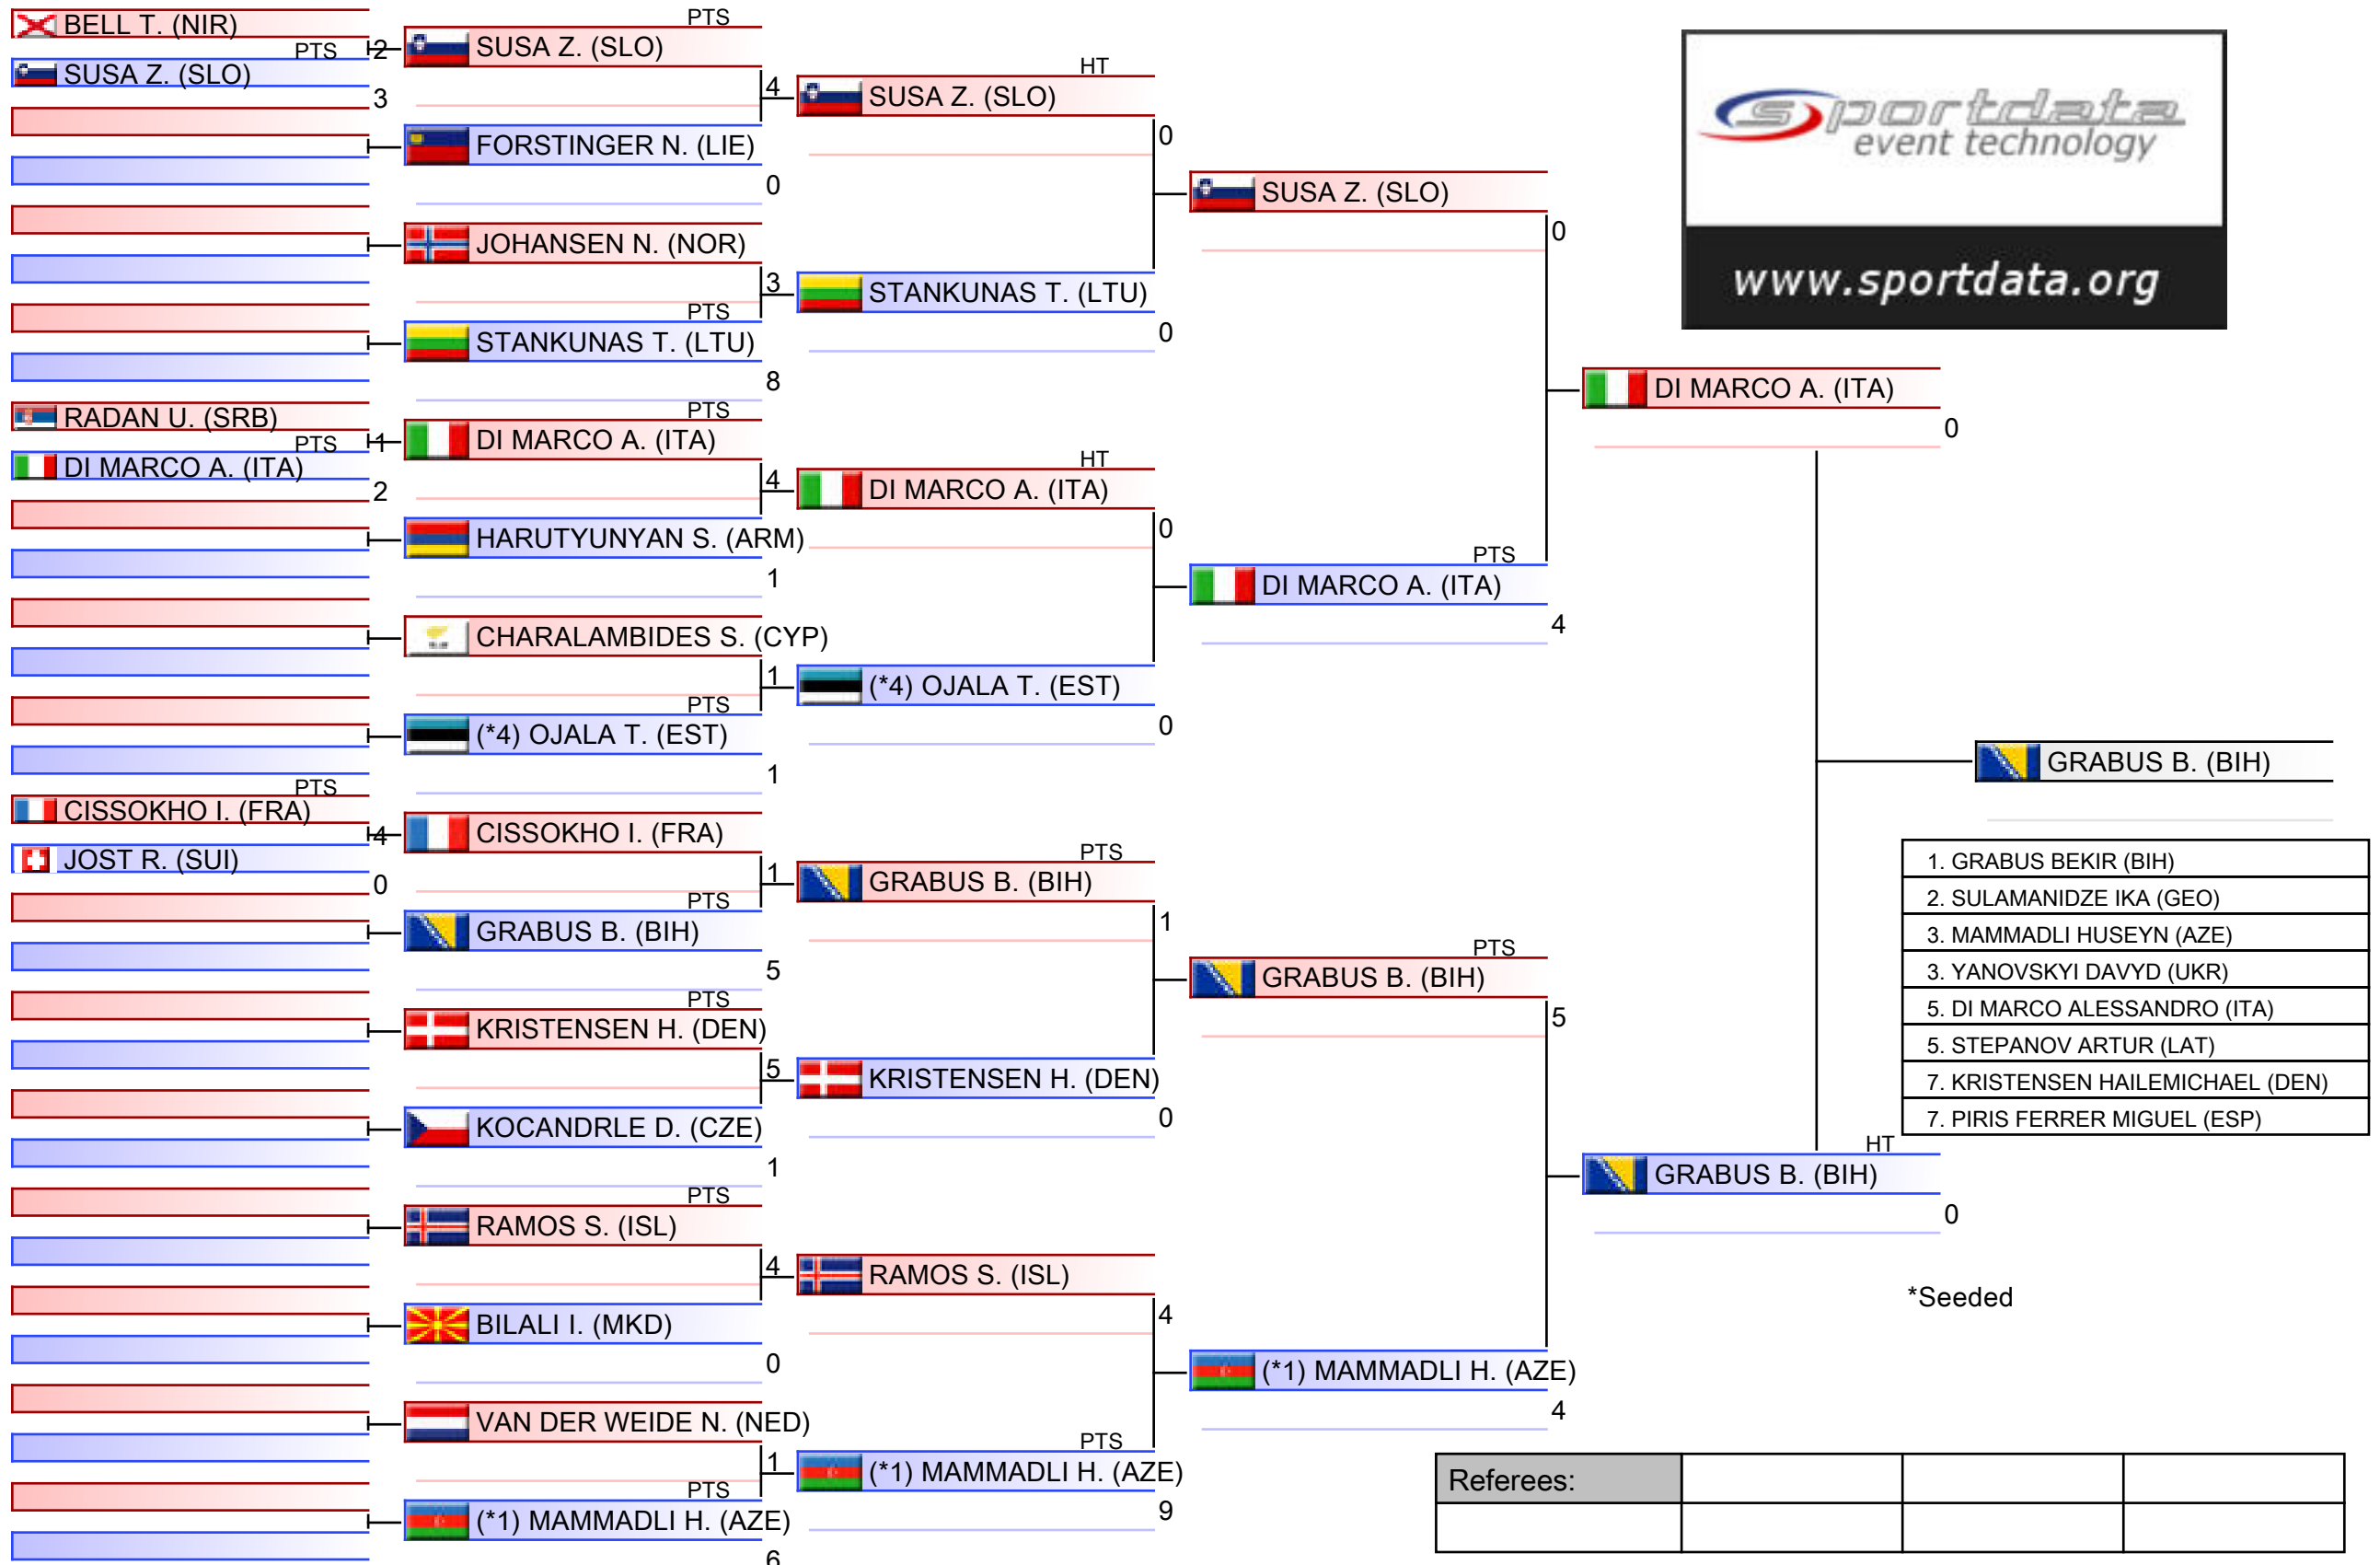 BELL T. (NIR)
PTS
2
SUSA Z. (SLO)
3
RADAN U. (SRB)
PTS
1
DI MARCO A. (ITA)
2
PTS
CISSOKHO I. (FRA)
4
JOST R. (SUI)
0
PTS
SUSA Z. (SLO)
4
FORSTINGER N. (LIE)
0
JOHANSEN N. (NOR)
3
PTS
STANKUNAS T. (LTU)
8
PTS
DI MARCO A. (ITA)
4
HARUTYUNYAN S. (ARM)
1
CHARALAMBIDES S. (CYP)
1
PTS
(*4) OJALA T. (EST)
1
CISSOKHO I. (FRA)
1
PTS
GRABUS B. (BIH)
5
PTS
KRISTENSEN H. (DEN)
5
KOCANDRLE D. (CZE)
1
PTS
RAMOS S. (ISL)
4
BILALI I. (MKD)
0
VAN DER WEIDE N. (NED)
1
PTS
(*1) MAMMADLI H. (AZE)
6
HT
SUSA Z. (SLO)
0
STANKUNAS T. (LTU)
0
HT
DI MARCO A. (ITA)
0
(*4) OJALA T. (EST)
0
PTS
GRABUS B. (BIH)
1
KRISTENSEN H. (DEN)
0
RAMOS S. (ISL)
4
PTS
(*1) MAMMADLI H. (AZE)
9
SUSA Z. (SLO)
0
PTS
DI MARCO A. (ITA)
4
PTS
GRABUS B. (BIH)
5
(*1) MAMMADLI H. (AZE)
4
DI MARCO A. (ITA)
0
HT
GRABUS B. (BIH)
0
GRABUS B. (BIH)
sportdata
event technology
www.sportdata.org
1. GRABUS BEKIR (BIH)
2. SULAMANIDZE IKA (GEO)
3. MAMMADLI HUSEYN (AZE)
3. YANOVSKYI DAVYD (UKR)
5. DI MARCO ALESSANDRO (ITA)
5. STEPANOV ARTUR (LAT)
7. KRISTENSEN HAILEMICHAEL (DEN)
7. PIRIS FERRER MIGUEL (ESP)
*Seeded
Referees: